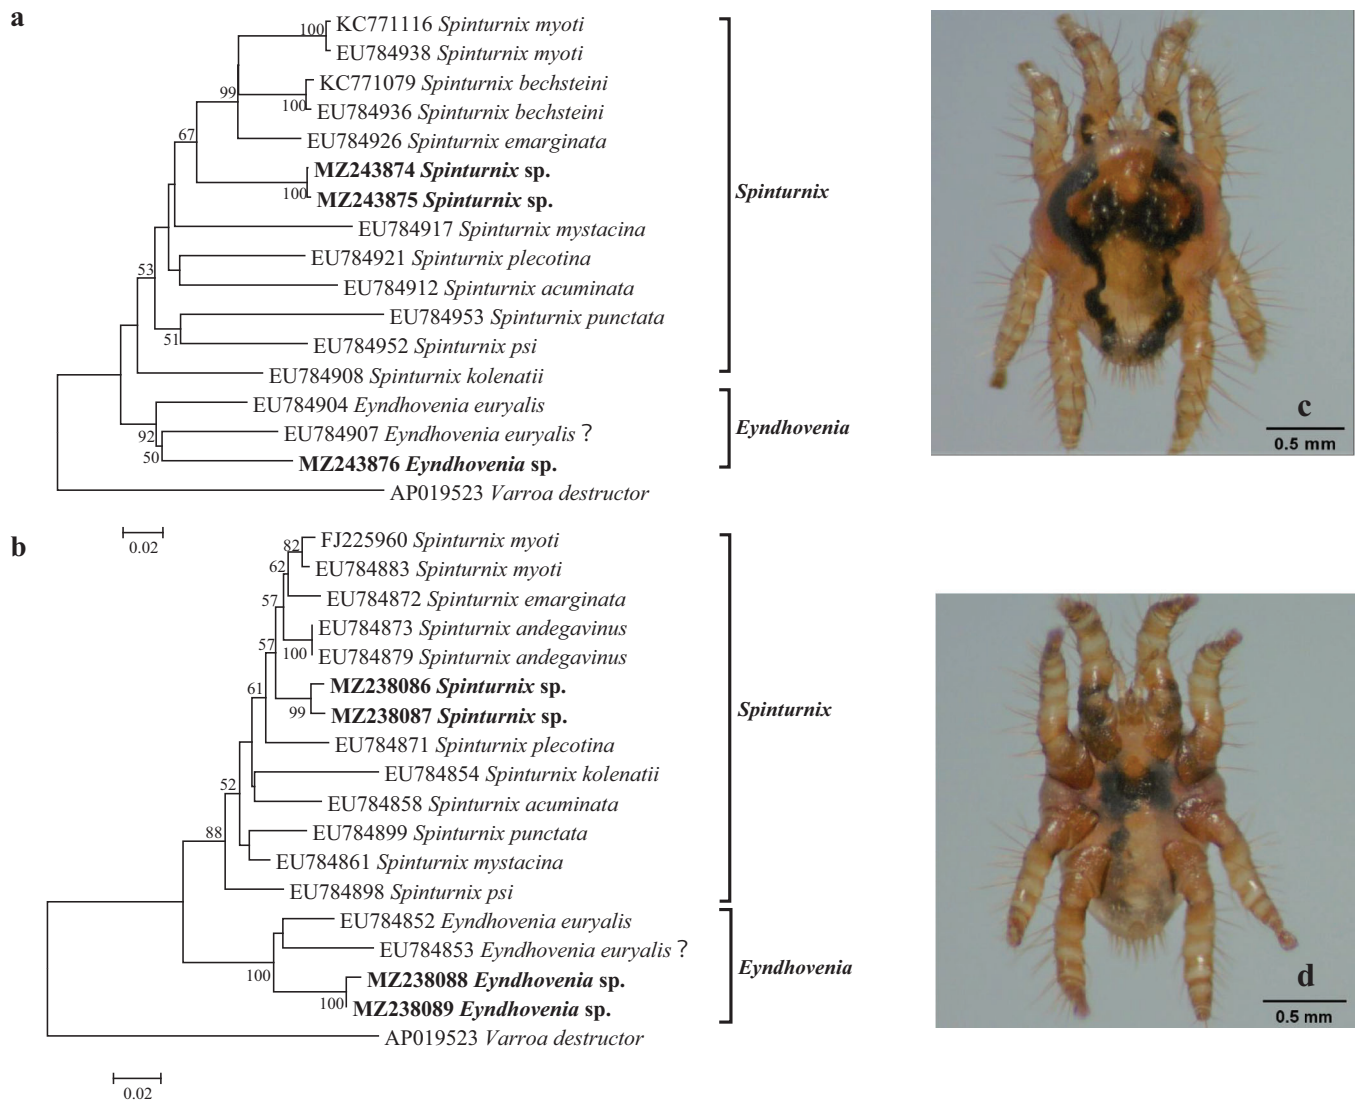 a
100
KC771116 Spinturnix myoti
EU784938 Spinturnix myoti
KC771079 Spinturnix bechsteini
99
100
EU784936 Spinturnix bechsteini
67
EU784926 Spinturnix emarginata
MZ243874 Spinturnix sp.
100
MZ243875 Spinturnix sp.
Spinturnix
EU784917 Spinturnix mystacina
EU784921 Spinturnix plecotina
53
EU784912 Spinturnix acuminata
EU784953 Spinturnix punctata
51
EU784952 Spinturnix psi
EU784908 Spinturnix kolenatii
EU784904 Eyndhovenia euryalis
92
EU784907 Eyndhovenia euryalis ?
Eyndhovenia
50
MZ243876 Eyndhovenia sp.
AP019523 Varroa destructor
0.02
c
0.5 mm
b
82
FJ225960 Spinturnix myoti
62
EU784883 Spinturnix myoti
57
EU784872 Spinturnix emarginata
EU784873 Spinturnix andegavinus
57
100
EU784879 Spinturnix andegavinus
61
MZ238086 Spinturnix sp.
99
MZ238087 Spinturnix sp.
Spinturnix
EU784871 Spinturnix plecotina
EU784854 Spinturnix kolenatii
52
EU784858 Spinturnix acuminata
88
EU784899 Spinturnix punctata
EU784861 Spinturnix mystacina
EU784898 Spinturnix psi
EU784852 Eyndhovenia euryalis
EU784853 Eyndhovenia euryalis ?
100
MZ238088 Eyndhovenia sp.
Eyndhovenia
100
MZ238089 Eyndhovenia sp.
AP019523 Varroa destructor
0.02
d
0.5 mm